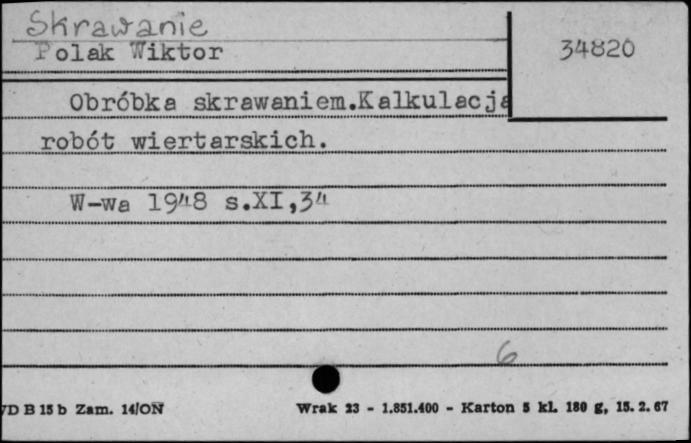 Skrawanie
Polak Wiktor
34820
Obróbka skrawaniem.Kalkulacja
robót wiertarskich.
W-wa 1948 s.XI,34
6
D B 15 b Zam. 14/ON Wrak 23 - 1.851.400 - Karton 5 kl. 180 g, 15. 2. 67